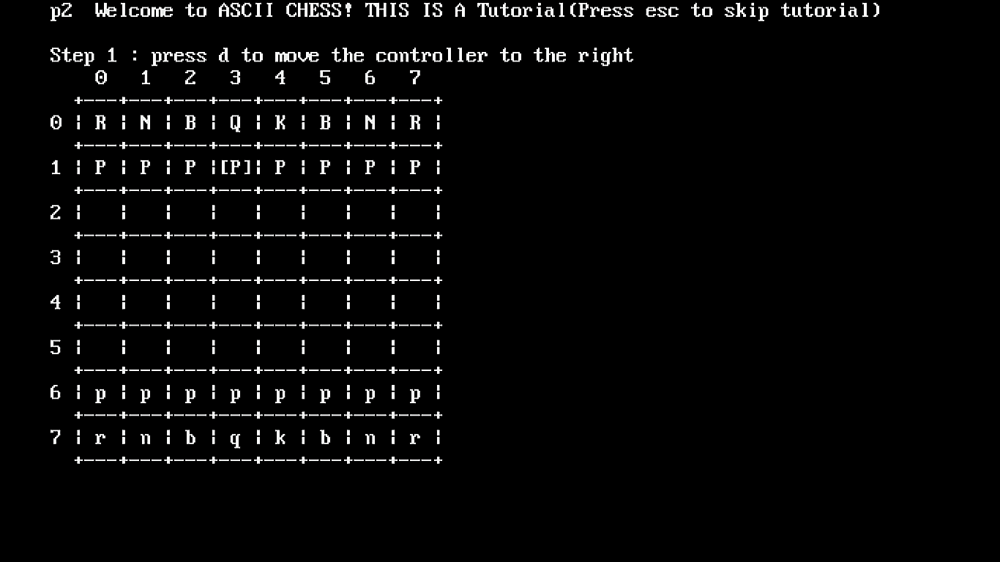 p2  Welcome to ASCII CHESS! THIS IS A Tutorial(Press esc to skip tutorial)
Step 1 : press d to move the controller to the right
    0   1   2   3   4   5   6   7
  +---+---+---+---+---+---+---+---+
0 | R | N | B | Q | K | B | N | R |
  +---+---+---+---+---+---+---+---+
1 | P | P | P |[P]| P | P | P | P |
  +---+---+---+---+---+---+---+---+
2 |   |   |   |   |   |   |   |   |
  +---+---+---+---+---+---+---+---+
3 |   |   |   |   |   |   |   |   |
  +---+---+---+---+---+---+---+---+
4 |   |   |   |   |   |   |   |   |
  +---+---+---+---+---+---+---+---+
5 |   |   |   |   |   |   |   |   |
  +---+---+---+---+---+---+---+---+
6 | p | p | p | p | p | p | p | p |
  +---+---+---+---+---+---+---+---+
7 | r | n | b | q | k | b | n | r |
  +---+---+---+---+---+---+---+---+